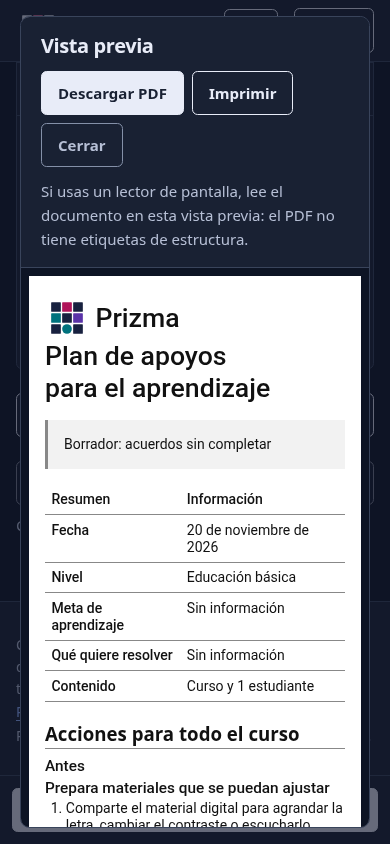 Vista previa
Descargar PDF
Imprimir
Cerrar
Si usas un lector de pantalla, lee el
documento en esta vista previa: el PDF no
tiene etiquetas de estructura.
Prizma
Plan de apoyos
para el aprendizaje
Borrador: acuerdos sin completar
Resumen Información
Fecha 20 de noviembre de
2026
Nivel Educación básica
Meta de Sin información
aprendizaje
Qué quiere resolver Sin información
Contenido Curso y 1 estudiante
Acciones para todo el curso
Antes
Prepara materiales que se puedan ajustar
1. Comparte el material digital para agrandar la
letra, cambiar el contraste o escucharlo